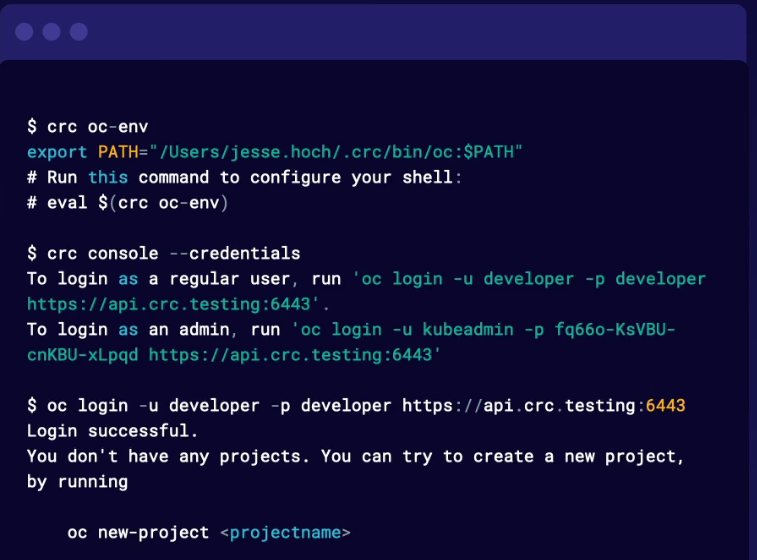 $ crc oc-env
export PATH="/Users/jesse.hoch/.crc/bin/oc:$PATH"
# Run this command to configure your shell:
# eval $(crc oc-env)
$ crc console --credentials
To login as a regular user, run 'oc login -u developer -p developer
https://api.crc.testing:6443'.
To login as an admin, run 'oc login -u kubeadmin -p fq66o-KsVBU-
cnKBU-xLpqd https://api.crc.testing:6443'
$ oc login -u developer -p developer https://api.crc.testing:6443
Login successful.
You don't have any projects. You can try to create a new project,
by running
oc new-project <projectname>